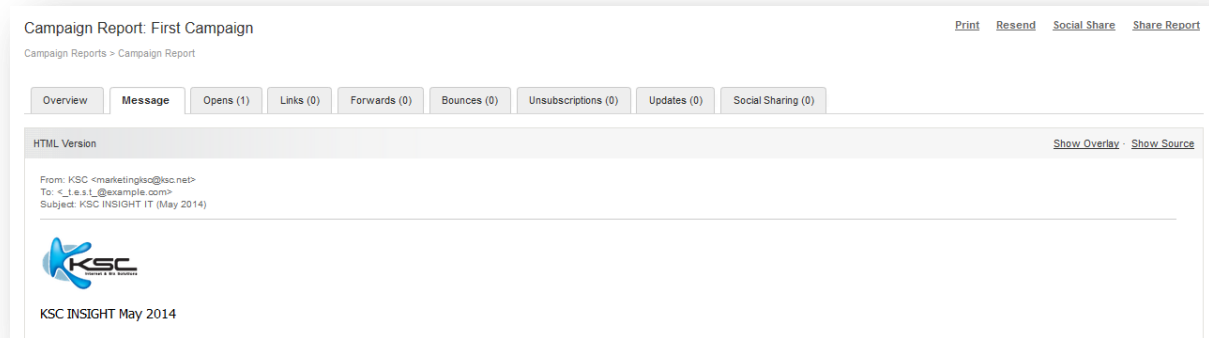 Campaign Report: First Campaign
Print Resend Social Share Share Report
Campaign Reports > Campaign Report
Overview Message Opens (1) Links (0) Forwards (0) Bounces (0) Unsubscriptions (0) Updates (0) Social Sharing (0)
HTML Version Show Overlay · Show Source
From: KSC <marketingksc@ksc.net>
To: <_t.e.s.t_@example.com>
Subject: KSC INSIGHT IT (May 2014)
KSC
Internet & Biz Solutions
KSC INSIGHT May 2014